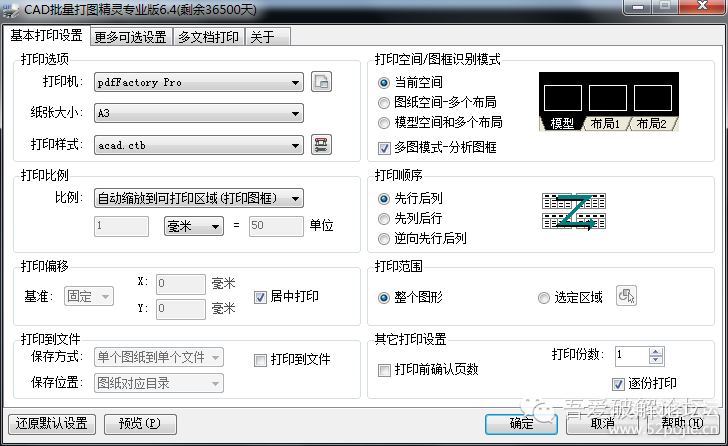 CAD批量打图精灵专业版6.4(剩余36500天)
基本打印设置 更多可选设置 多文档打印 关于
打印选项
打印机: pdfFactory Pro
纸张大小: A3
打印样式: acad.ctb
打印比例
比例: 自动缩放到可打印区域(打印图框)
1 毫米 = 50 单位
打印偏移
基准: 固定 X: 0 毫米
Y: 0 毫米
居中打印
打印到文件
保存方式: 单个图纸到单个文件 打印到文件
保存位置: 图纸对应目录
打印空间/图框识别模式
当前空间
图纸空间-多个布局
模型空间和多个布局
多图模式-分析图框
模型 布局1 布局2
打印顺序
先行后列
先列后行
逆向先行后列
打印范围
整个图形 选定区域
其它打印设置
打印份数: 1
打印前确认页数
逐份打印
还原默认设置 预览(P) 确定 取消 帮助(H)
吾爱破解论坛
www.52pojie.cn